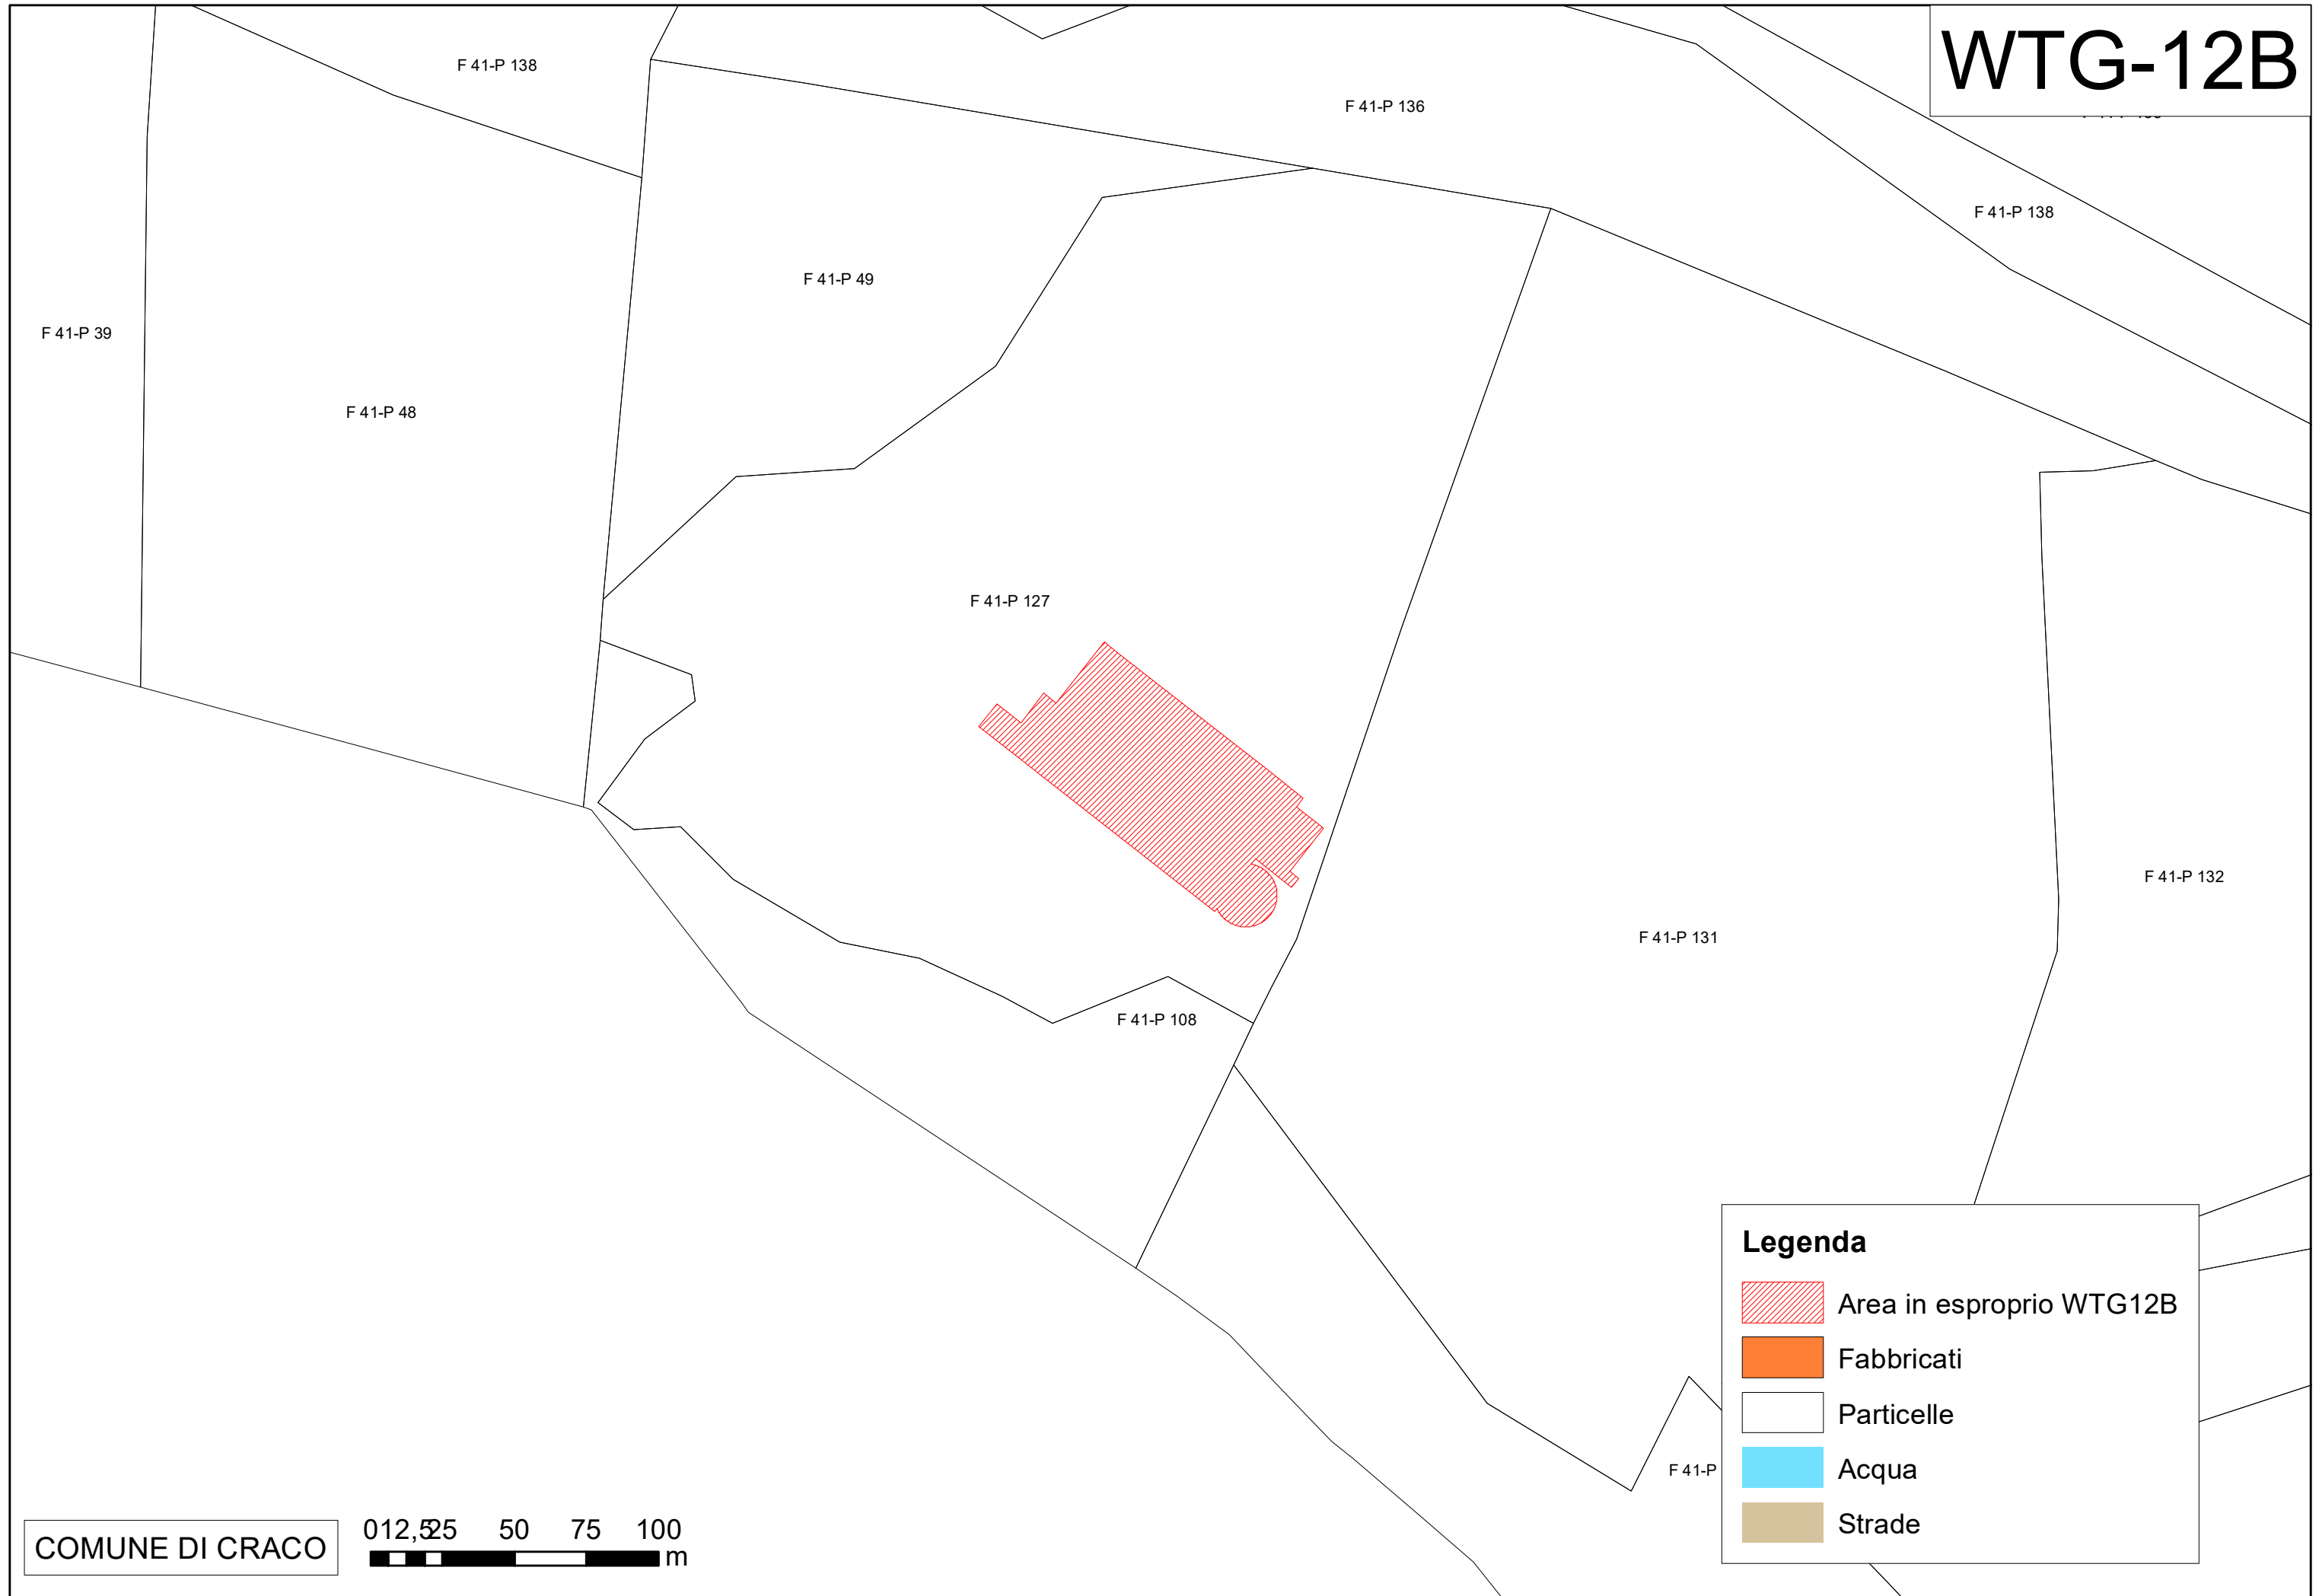 WTG-12B
F 41-P 138
F 41-P 136
F 41-P 138
F 41-P 49
F 41-P 39
F 41-P 48
F 41-P 127
F 41-P 132
F 41-P 131
F 41-P 108
F 41-P
Legenda
Area in esproprio WTG12B
Fabbricati
Particelle
Acqua
Strade
COMUNE DI CRACO
0 12,5 25 50 75 100
m